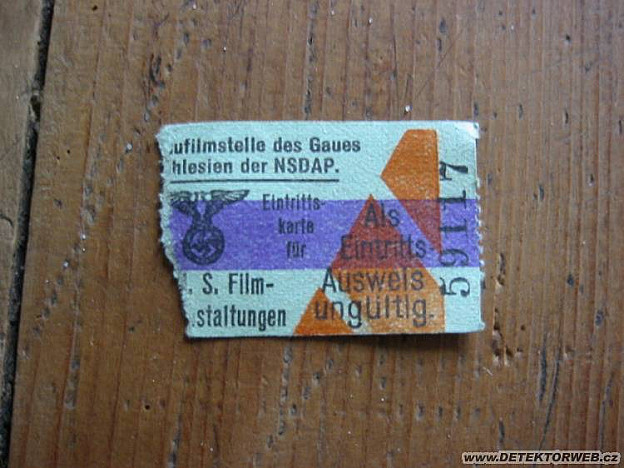 ufilmstelle des Gaues
hlesien der NSDAP.
Eintritts-
karte
für
. S. Film-
staltungen
Als
Eintritts-
Ausweis
ungültig.
59117
www.DETEKTORWEB.cz